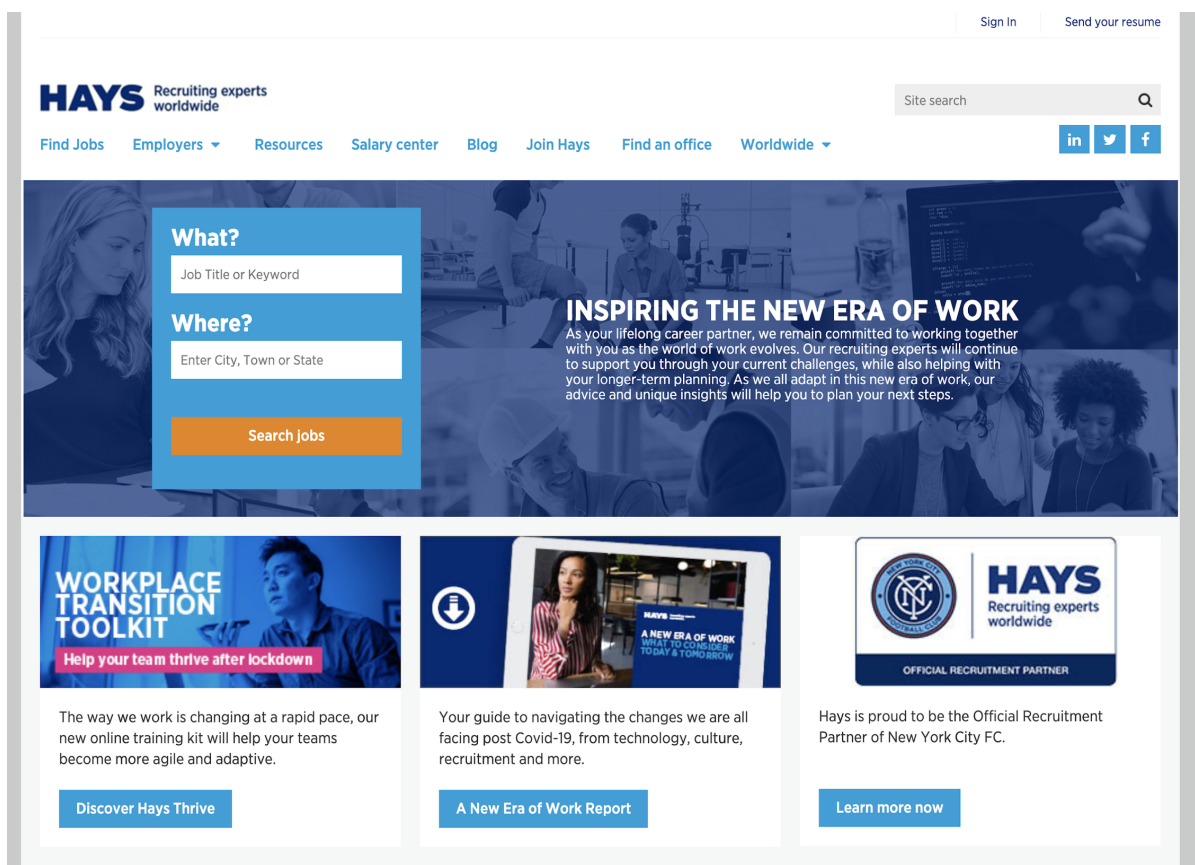 Sign In
Send your resume
HAYS Recruiting experts
worldwide
Site search
Find Jobs
Employers
Resources
Salary center
Blog
Join Hays
Find an office
Worldwide
in
f
What?
Job Title or Keyword
Where?
Enter City, Town or State
Search jobs
INSPIRING THE NEW ERA OF WORK
As your lifelong career partner, we remain committed to working together
with you as the world of work evolves. Our recruiting experts will continue
to support you through your current challenges, while also helping with
your longer-term planning. As we all adapt in this new era of work, our
advice and unique insights will help you to plan your next steps.
WORKPLACE
TRANSITION
TOOLKIT
Help your team thrive after lockdown
The way we work is changing at a rapid pace, our
new online training kit will help your teams
become more agile and adaptive.
Discover Hays Thrive
HAYS
A NEW ERA OF WORK
WHAT TO CONSIDER
TODAY & TOMORROW
Your guide to navigating the changes we are all
facing post Covid-19, from technology, culture,
recruitment and more.
A New Era of Work Report
NEW YORK CITY
NYC
FOOTBALL CLUB
HAYS
Recruiting experts
worldwide
OFFICIAL RECRUITMENT PARTNER
Hays is proud to be the Official Recruitment
Partner of New York City FC.
Learn more now